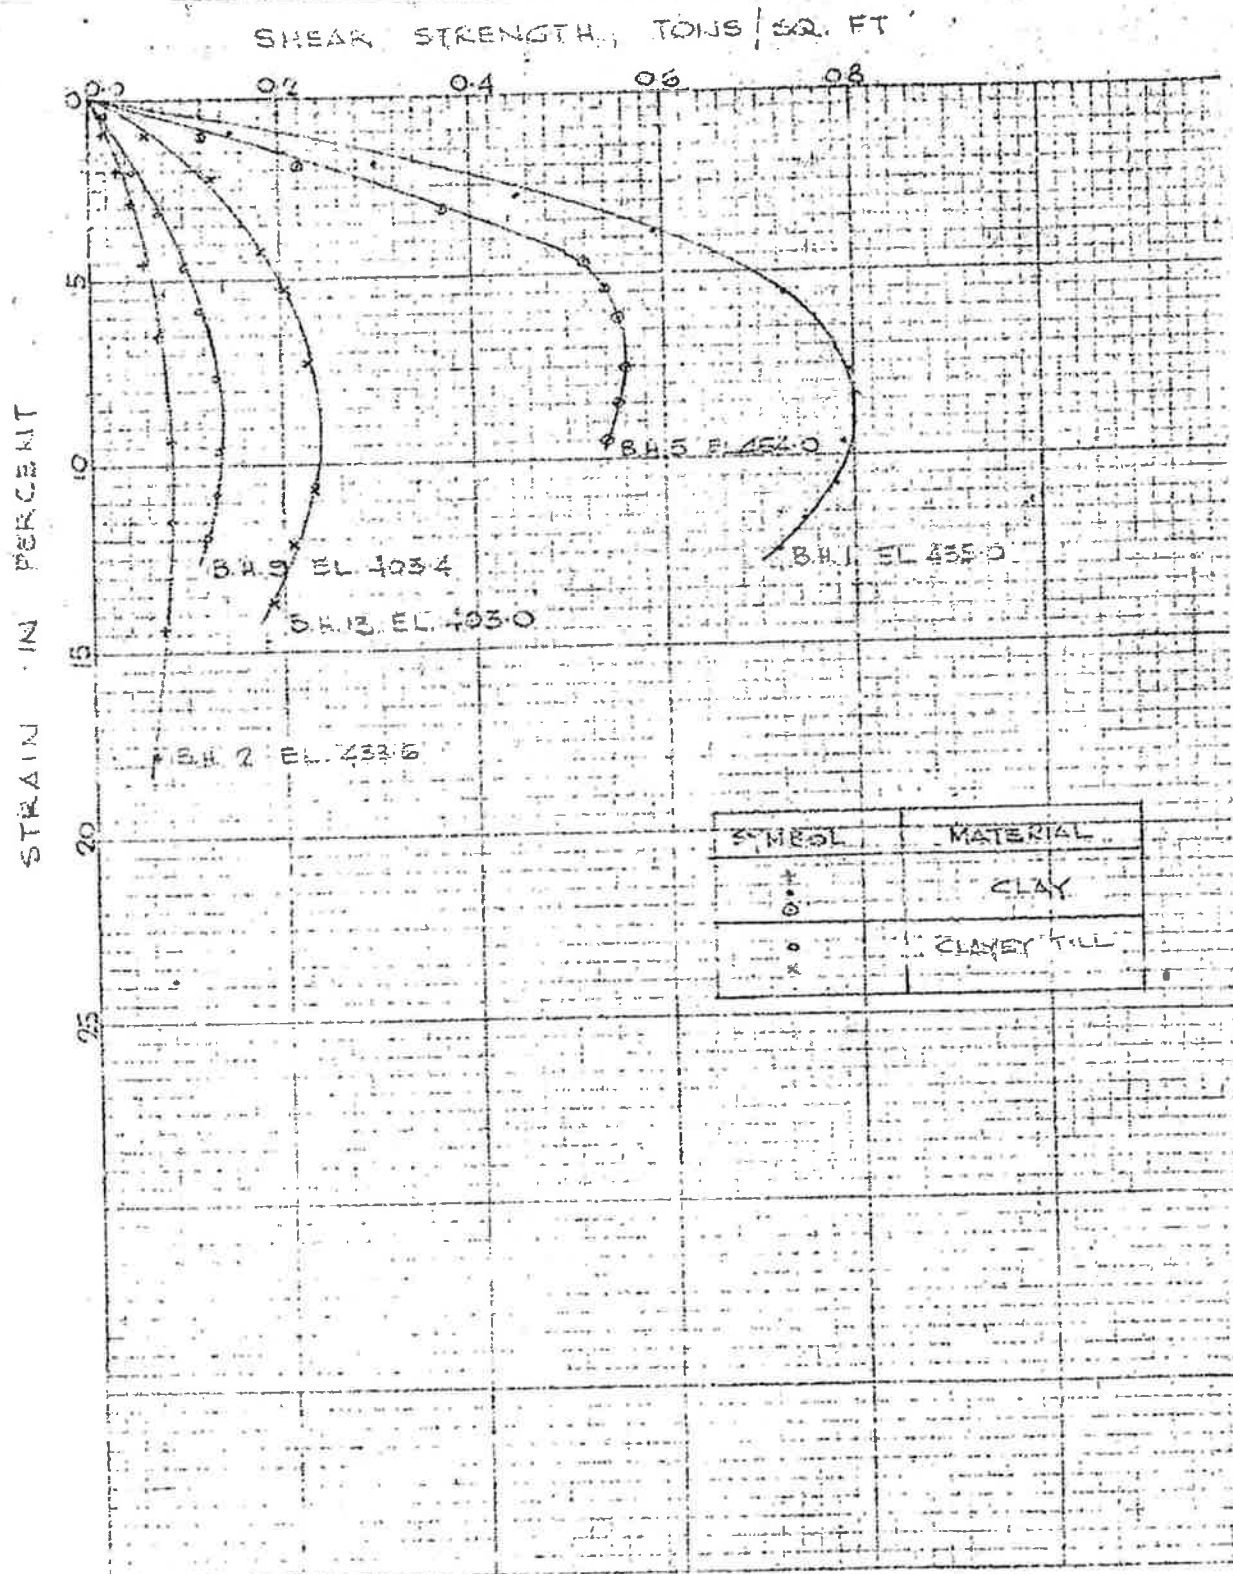 SHEAR STRENGTH, TONS/SQ. FT
0 0.0 0.2 0.4 0.6 0.8
5
10
15
20
25
STRAIN IN PERCENT
B.H.5 EL 454.0
B.H.1 EL 435.0
B.H.9 EL 403.4
B.H.13 EL. 403.0
B.H. 2 EL. 433.6
SYMBOL MATERIAL
CLAY
CLAYEY TILL